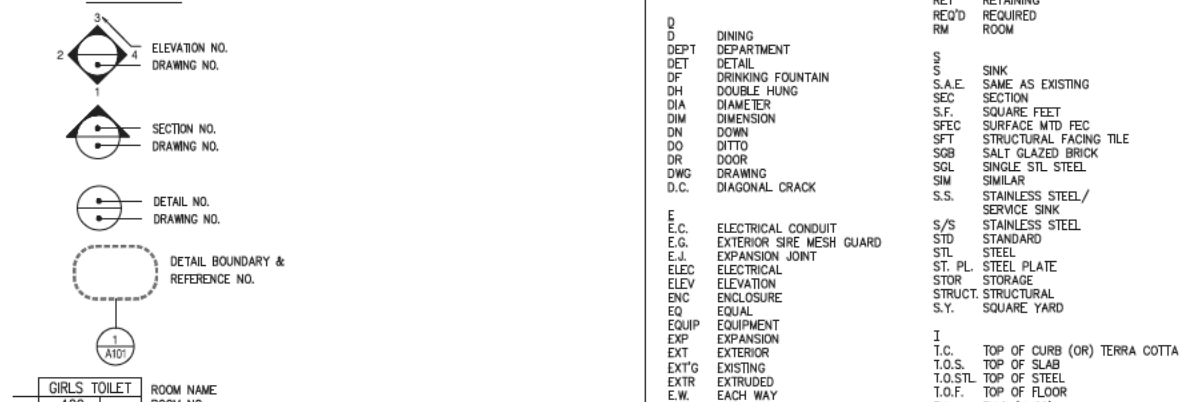 3
2
4
1
ELEVATION NO.
DRAWING NO.
SECTION NO.
DRAWING NO.
DETAIL NO.
DRAWING NO.
DETAIL BOUNDARY &
REFERENCE NO.
1
A101
GIRLS TOILET ROOM NAME
D
D DINING
DEPT DEPARTMENT
DET DETAIL
DF DRINKING FOUNTAIN
DH DOUBLE HUNG
DIA DIAMETER
DIM DIMENSION
DN DOWN
DO DITTO
DR DOOR
DWG DRAWING
D.C. DIAGONAL CRACK
E
E.C. ELECTRICAL CONDUIT
E.G. EXTERIOR SIRE MESH GUARD
E.J. EXPANSION JOINT
ELEC ELECTRICAL
ELEV ELEVATION
ENC ENCLOSURE
EQ EQUAL
EQUIP EQUIPMENT
EXP EXPANSION
EXT EXTERIOR
EXT'G EXISTING
EXTR EXTRUDED
E.W. EACH WAY
RET RETAINING
REQ'D REQUIRED
RM ROOM
S
S SINK
S.A.E. SAME AS EXISTING
SEC SECTION
S.F. SQUARE FEET
SFEC SURFACE MTD FEC
SFT STRUCTURAL FACING TILE
SGB SALT GLAZED BRICK
SGL SINGLE STL STEEL
SIM SIMILAR
S.S. STAINLESS STEEL/
SERVICE SINK
S/S STAINLESS STEEL
STD STANDARD
STL STEEL
ST. PL. STEEL PLATE
STOR STORAGE
STRUCT. STRUCTURAL
S.Y. SQUARE YARD
I
T.C. TOP OF CURB (OR) TERRA COTTA
T.O.S. TOP OF SLAB
T.O.STL TOP OF STEEL
T.O.F. TOP OF FLOOR